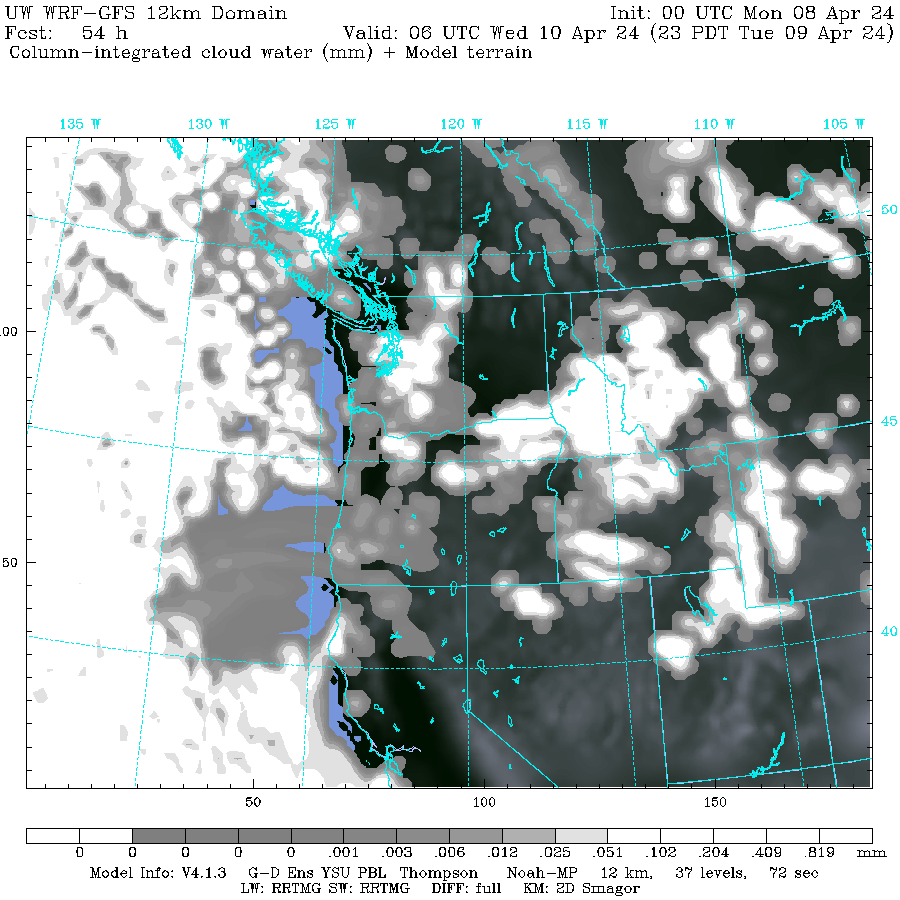 UW WRF-GFS 12km Domain Init: 00 UTC Mon 08 Apr 24
Fcst: 54 h Valid: 06 UTC Wed 10 Apr 24 (23 PDT Tue 09 Apr 24)
Column-integrated cloud water (mm) + Model terrain
135 W 130 W 125 W 120 W 115 W 110 W 105 W
50
00
45
50
40
50 100 150
0 0 0 0 .001 .003 .006 .012 .025 .051 .102 .204 .409 .819 mm
Model Info: V4.1.3 G-D Ens YSU PBL Thompson Noah-MP 12 km, 37 levels, 72 sec
LW: RRTMG SW: RRTMG DIFF: full KM: 2D Smagor